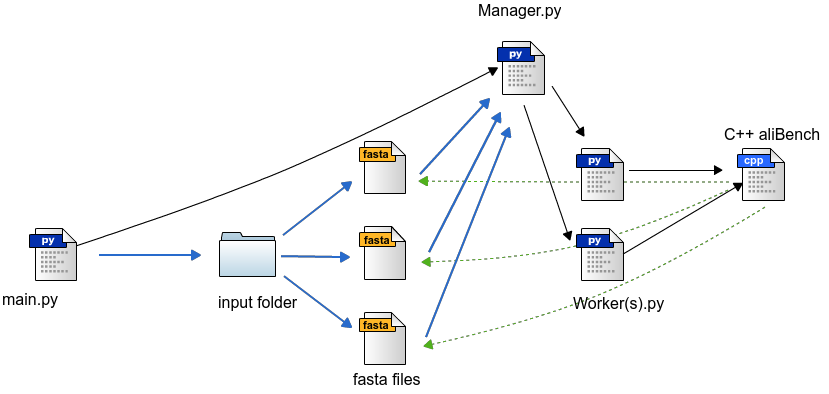 Manager.py
py
C++ aliBench
fasta
py
cpp
py
fasta
py
main.py
input folder
Worker(s).py
fasta
fasta files